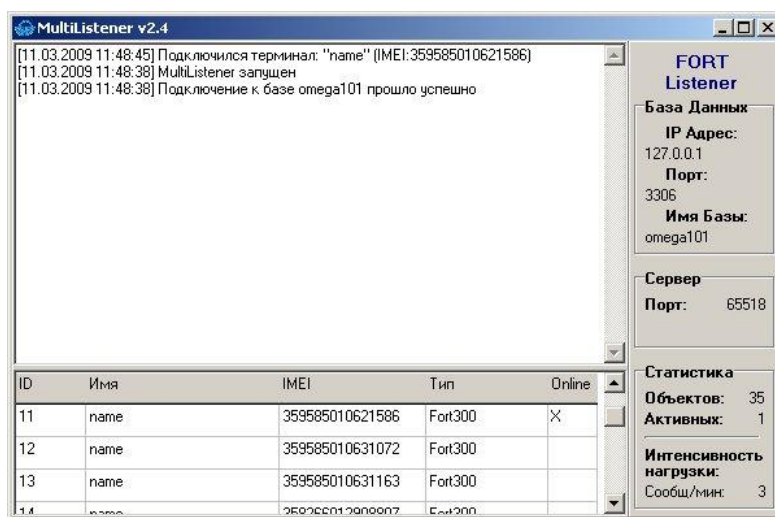 MultiListener v2.4
[11.03.2009 11:48:45] Подключился терминал: "name" (IMEI:359585010621586)
[11.03.2009 11:48:38] MultiListener запущен
[11.03.2009 11:48:38] Подключение к базе omega101 прошло успешно
FORT
Listener
База Данных
IP Адрес:
127.0.0.1
Порт:
3306
Имя Базы:
omega101
Сервер
Порт: 65518
Статистика
Объектов: 35
Активных: 1
Интенсивность
нагрузки:
Сообщ/мин: 3
ID Имя IMEI Тип Online
11 name 359585010621586 Fort300 X
12 name 359585010631072 Fort300
13 name 359585010631163 Fort300
14 name 358266012908807 Fort300